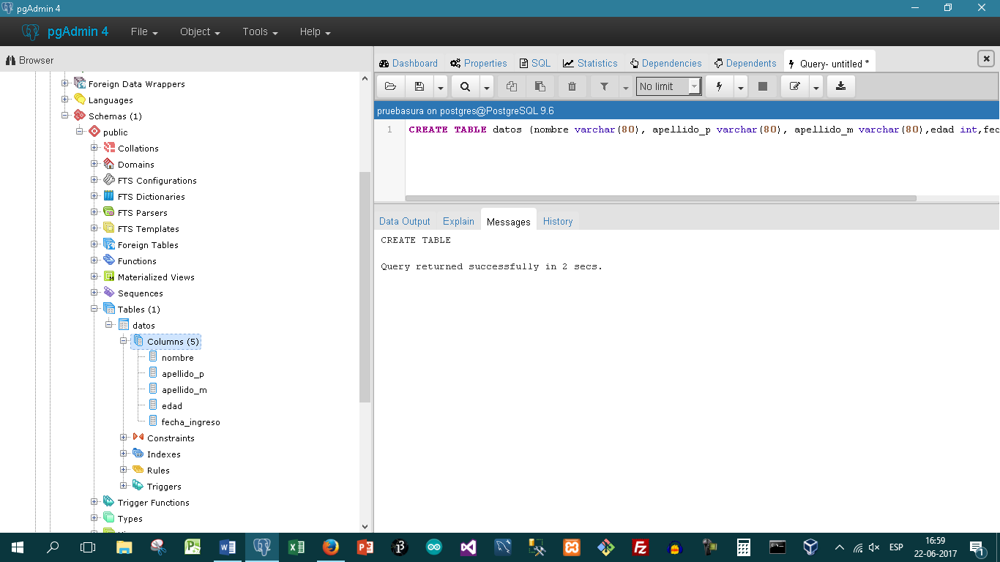 pgAdmin 4
pgAdmin 4 File Object Tools Help
Browser
Foreign Data Wrappers
Languages
Schemas (1)
public
Collations
Domains
FTS Configurations
FTS Dictionaries
FTS Parsers
FTS Templates
Foreign Tables
Functions
Materialized Views
Sequences
Tables (1)
datos
Columns (5)
nombre
apellido_p
apellido_m
edad
fecha_ingreso
Constraints
Indexes
Rules
Triggers
Trigger Functions
Types
Dashboard Properties SQL Statistics Dependencies Dependents Query- untitled *
No limit
pruebasura on postgres@PostgreSQL 9.6
1 CREATE TABLE datos (nombre varchar(80), apellido_p varchar(80), apellido_m varchar(80),edad int,fec
Data Output Explain Messages History
CREATE TABLE
Query returned successfully in 2 secs.
ESP
16:59
22-06-2017
1